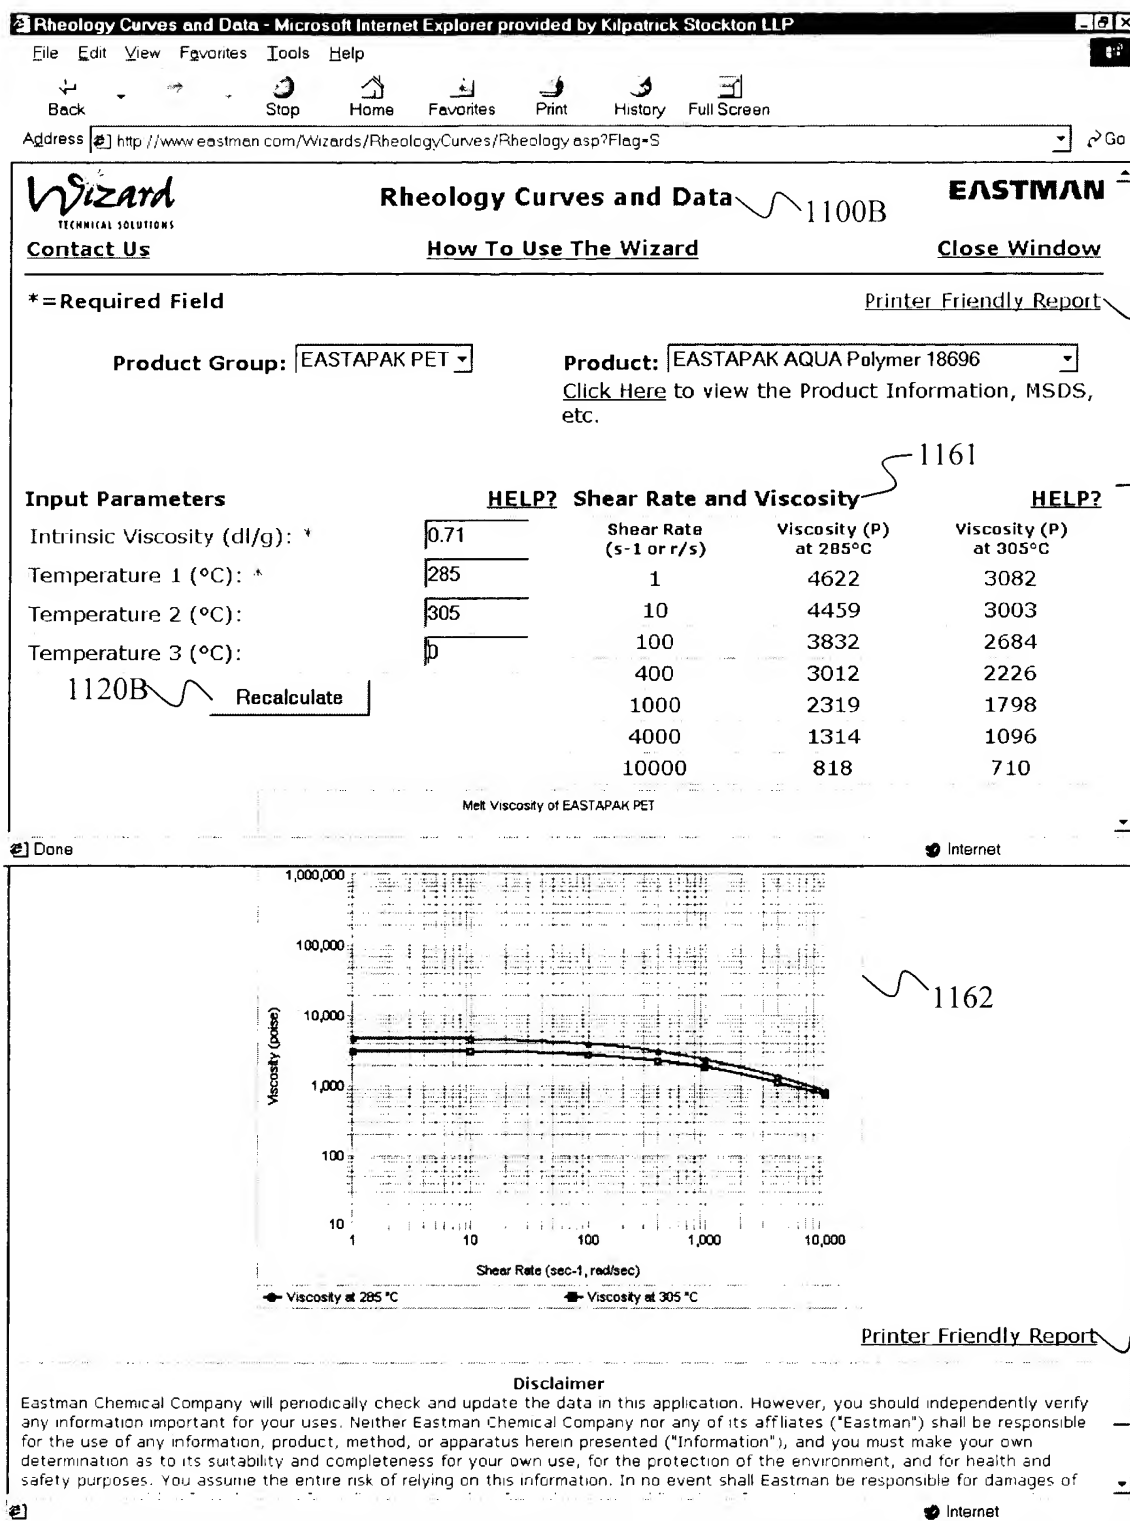 Rheology Curves and Data - Microsoft Internet Explorer provided by Kilpatrick Stockton LLP
File Edit View Favorites Tools Help
Back Stop Home Favorites Print History Full Screen
Address http://www.eastman.com/Wizards/RheologyCurves/Rheology.asp?Flag=S Go
Wizard Rheology Curves and Data 1100B EASTMAN
TECHNICAL SOLUTIONS
Contact Us How To Use The Wizard Close Window
*=Required Field Printer Friendly Report
Product Group: EASTAPAK PET Product: EASTAPAK AQUA Polymer 18696
Click Here to view the Product Information, MSDS,
etc.
1161
Input Parameters HELP? Shear Rate and Viscosity HELP?
Intrinsic Viscosity (dl/g): * 0.71 Shear Rate Viscosity (P) Viscosity (P)
(s-1 or r/s) at 285°C at 305°C
Temperature 1 (°C): * 285 1 4622 3082
Temperature 2 (°C): 305 10 4459 3003
Temperature 3 (°C): 0 100 3832 2684
400 3012 2226
1120B Recalculate 1000 2319 1798
4000 1314 1096
10000 818 710
Melt Viscosity of EASTAPAK PET
Done Internet
1,000,000
100,000
1162
10,000
Viscosity (poise)
1,000
100
10
1 10 100 1,000 10,000
Shear Rate (sec-1, rad/sec)
Viscosity at 285 °C Viscosity at 305 °C
Printer Friendly Report
Disclaimer
Eastman Chemical Company will periodically check and update the data in this application. However, you should independently verify
any information important for your uses. Neither Eastman Chemical Company nor any of its affliates ("Eastman") shall be responsible
for the use of any information, product, method, or apparatus herein presented ("Information"), and you must make your own
determination as to its suitability and completeness for your own use, for the protection of the environment, and for health and
safety purposes. You assume the entire risk of relying on this information. In no event shall Eastman be responsible for damages of
Internet